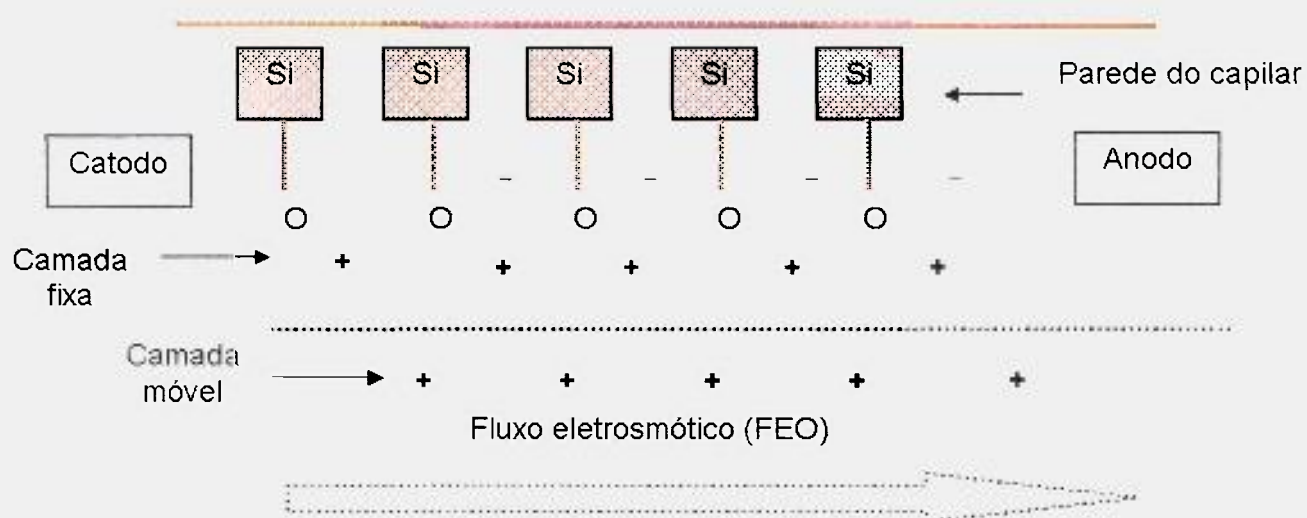 Si Si Si Si Si
Parede do capilar
Catodo
Anodo
– – – –
O O O O O
Camada
fixa
+ + + + +
Camada
móvel
+ + + + +
Fluxo eletrosmótico (FEO)